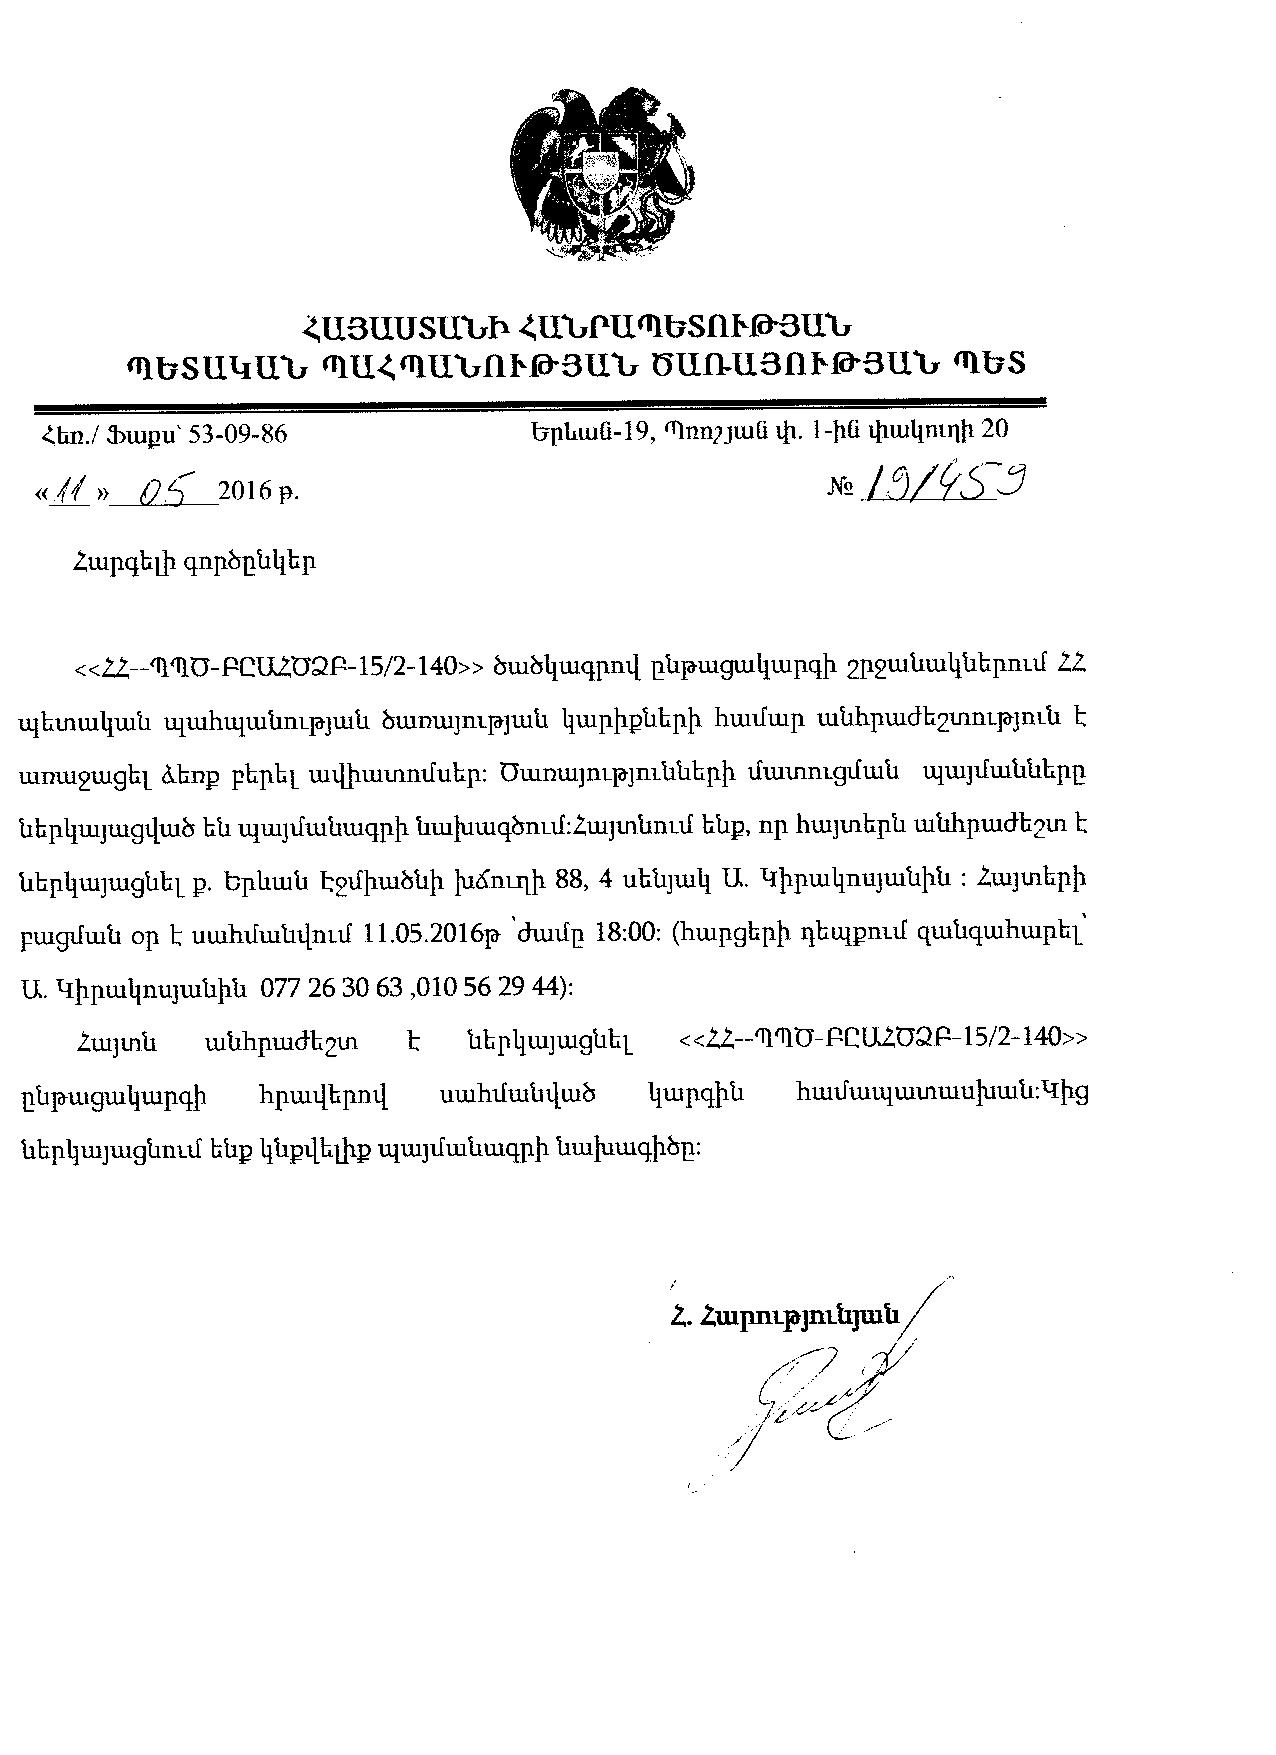 ՀԱՅԱՍՏԱՆԻ ՀԱՆՐԱՊԵՏՈՒԹՅԱՆ
ՊԵՏԱԿԱՆ ՊԱՀՊԱՆՈՒԹՅԱՆ ԾԱՌԱՅՈՒԹՅԱՆ ՊԵՏ
Հեռ./ Ֆաքս՝ 53-09-86
Երևան-19, Պռոշյան փ. 1-ին փակուղի 20
«11» 05 2016 թ.
№ 19/459
Հարգելի գործընկեր
<<ՀՀ--ՊՊԾ-ԲԸԱՀԾՁԲ-15/2-140>> ծածկագրով ընթացակարգի շրջանակներում ՀՀ
պետական պահպանության ծառայության կարիքների համար անհրաժեշտություն է
առաջացել ձեռք բերել ավիատոմսեր: Ծառայությունների մատուցման պայմանները
ներկայացված են պայմանագրի նախագծում:Հայտնում ենք, որ հայտերն անհրաժեշտ է
ներկայացնել ք. Երևան Էջմիածնի խճուղի 88, 4 սենյակ Ա. Կիրակոսյանին : Հայտերի
բացման օր է սահմանվում 11.05.2016թ ՝ժամը 18:00: (հարցերի դեպքում զանգահարել՝
Ա. Կիրակոսյանին 077 26 30 63 ,010 56 29 44):
Հայտն անհրաժեշտ է ներկայացնել <<ՀՀ--ՊՊԾ-ԲԸԱՀԾՁԲ-15/2-140>>
ընթացակարգի հրավերով սահմանված կարգին համապատասխան:Կից
ներկայացնում ենք կնքվելիք պայմանագրի նախագիծը:
Հ. Հարությունյան